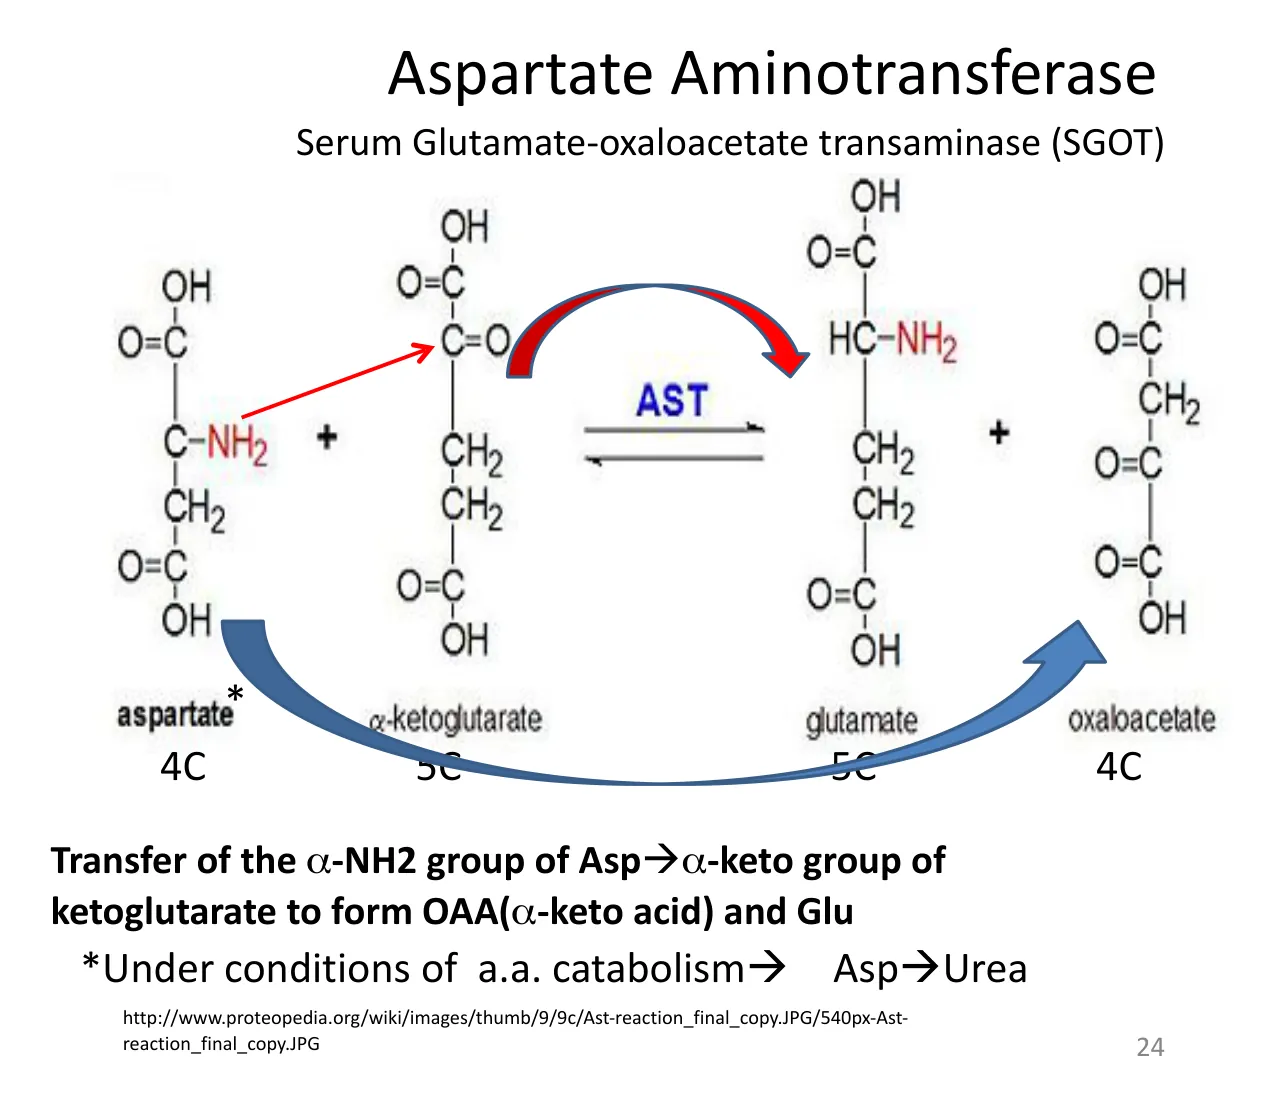 Aspartate Aminotransferase
Serum Glutamate-oxaloacetate transaminase (SGOT)
OH
O=C
C-NH2
CH2
O=C
OH
+
OH
O=C
C=O
CH2
CH2
O=C
OH
AST
OH
O=C
HC-NH2
CH2
CH2
O=C
OH
+
OH
O=C
CH2
O=C
O=C
OH
aspartate* α-ketoglutarate glutamate oxaloacetate
4C 5C 5C 4C
Transfer of the α-NH2 group of Asp→α-keto group of
ketoglutarate to form OAA(α-keto acid) and Glu
*Under conditions of a.a. catabolism→ Asp→Urea
http://www.proteopedia.org/wiki/images/thumb/9/9c/Ast-reaction_final_copy.JPG/540px-Ast-
reaction_final_copy.JPG
24